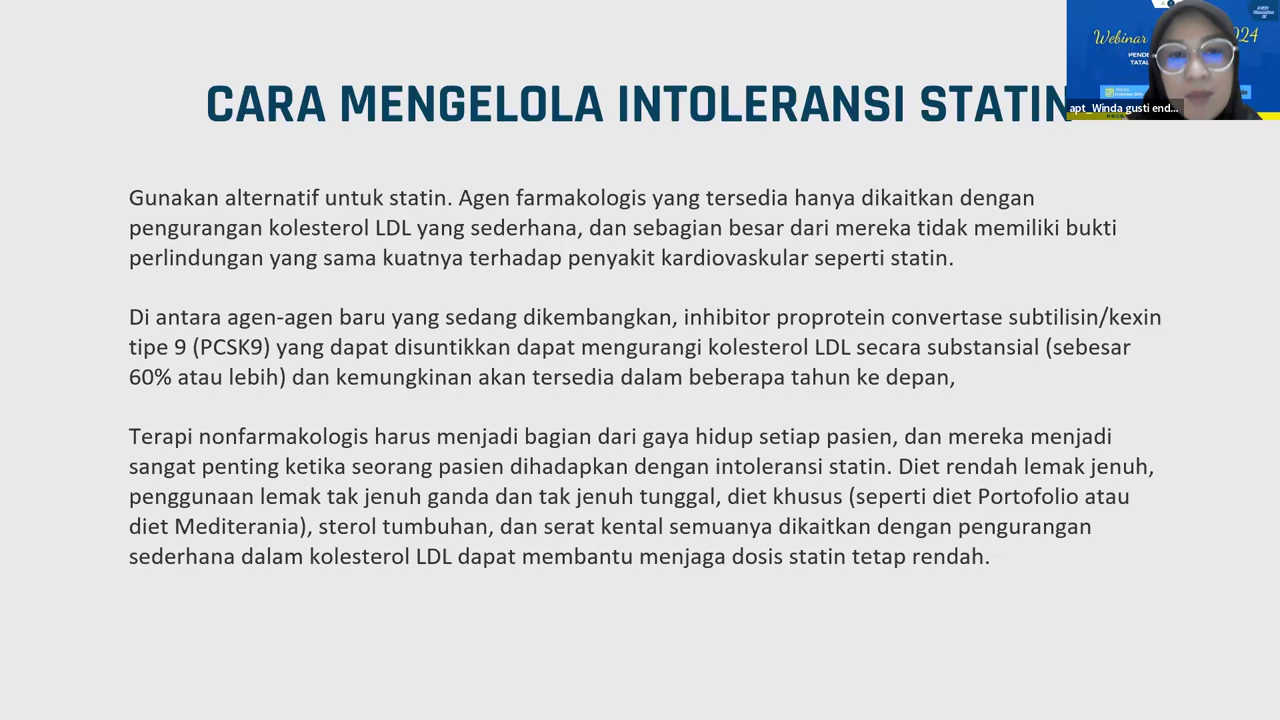 CARA MENGELOLA INTOLERANSI STATIN
Webinar
024
PENDE
TATAL
apt_Winda gusti end...
Gunakan alternatif untuk statin. Agen farmakologis yang tersedia hanya dikaitkan dengan
pengurangan kolesterol LDL yang sederhana, dan sebagian besar dari mereka tidak memiliki bukti
perlindungan yang sama kuatnya terhadap penyakit kardiovaskular seperti statin.
Di antara agen-agen baru yang sedang dikembangkan, inhibitor proprotein convertase subtilisin/kexin
tipe 9 (PCSK9) yang dapat disuntikkan dapat mengurangi kolesterol LDL secara substansial (sebesar
60% atau lebih) dan kemungkinan akan tersedia dalam beberapa tahun ke depan,
Terapi nonfarmakologis harus menjadi bagian dari gaya hidup setiap pasien, dan mereka menjadi
sangat penting ketika seorang pasien dihadapkan dengan intoleransi statin. Diet rendah lemak jenuh,
penggunaan lemak tak jenuh ganda dan tak jenuh tunggal, diet khusus (seperti diet Portofolio atau
diet Mediterania), sterol tumbuhan, dan serat kental semuanya dikaitkan dengan pengurangan
sederhana dalam kolesterol LDL dapat membantu menjaga dosis statin tetap rendah.